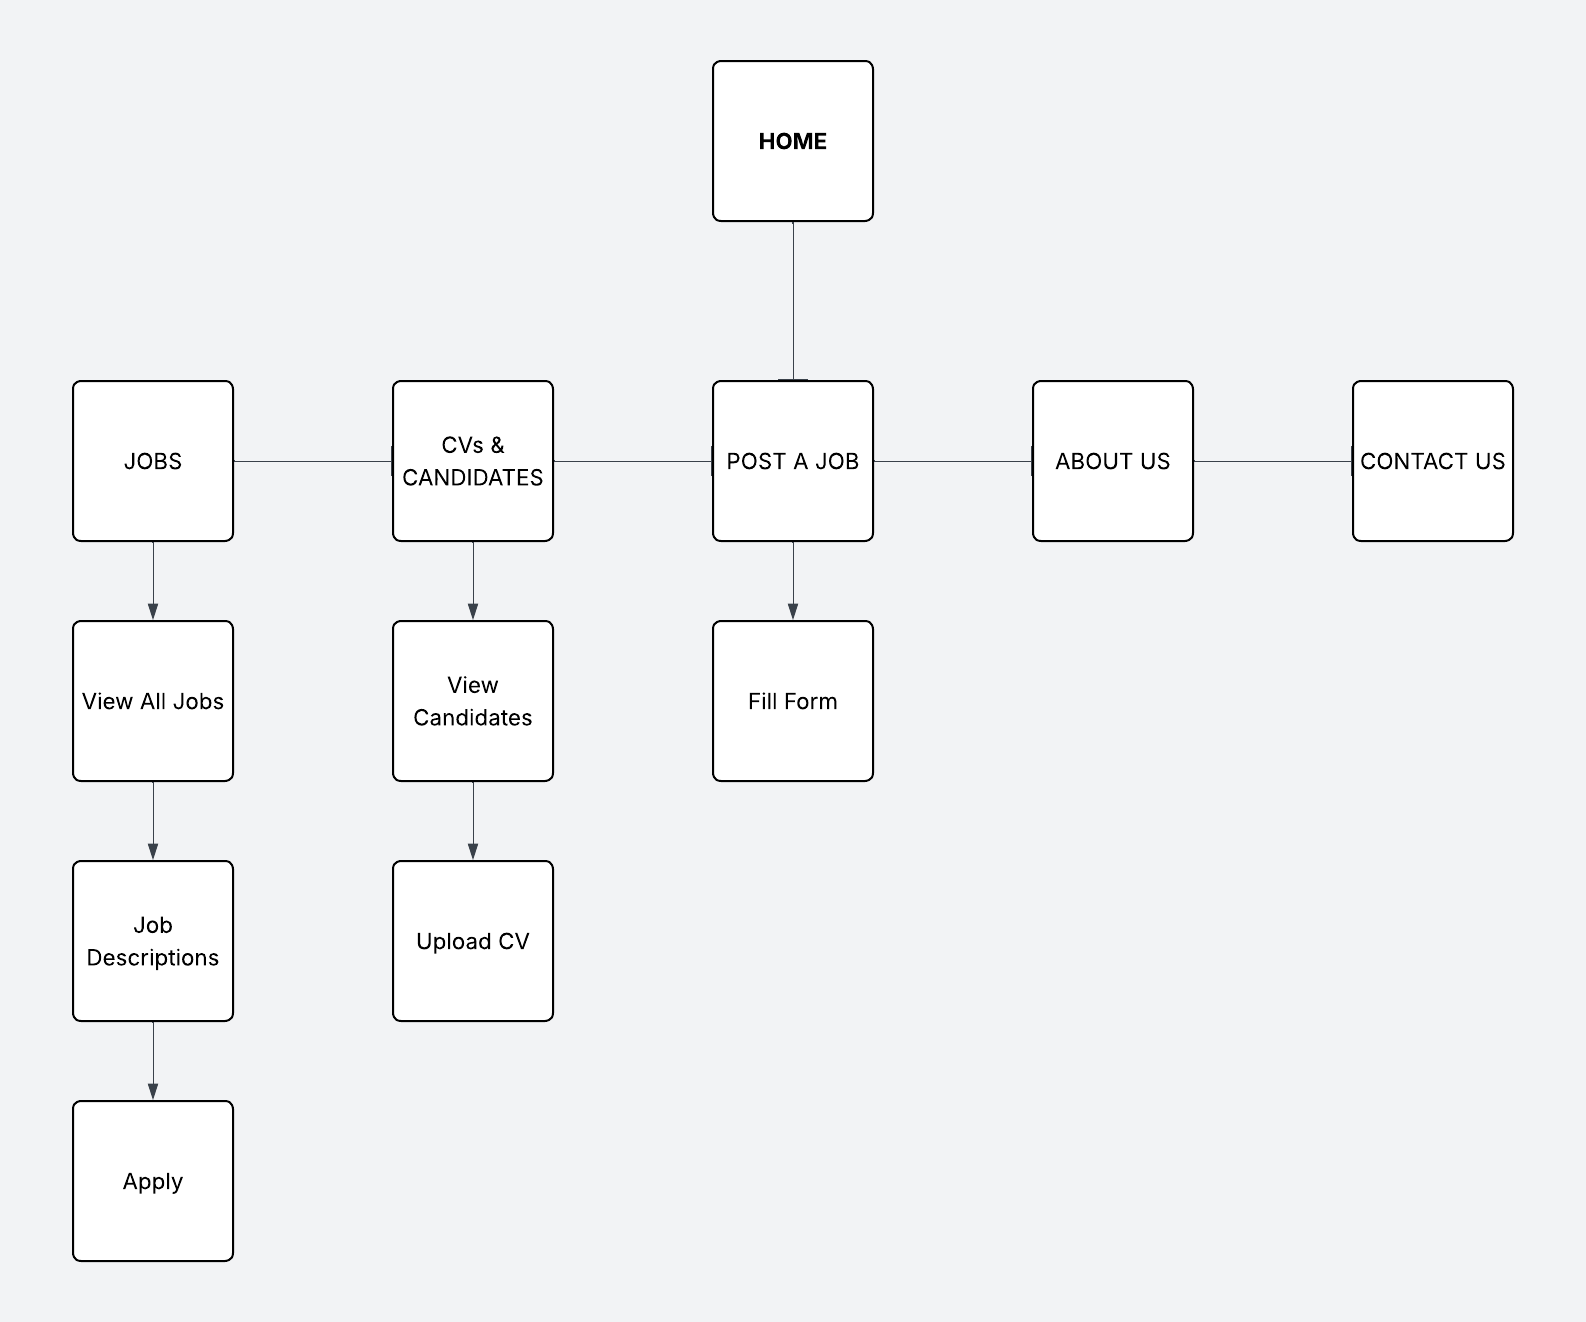 HOME
JOBS
CVs &
CANDIDATES
POST A JOB
ABOUT US
CONTACT US
View All Jobs
View
Candidates
Fill Form
Job
Descriptions
Upload CV
Apply